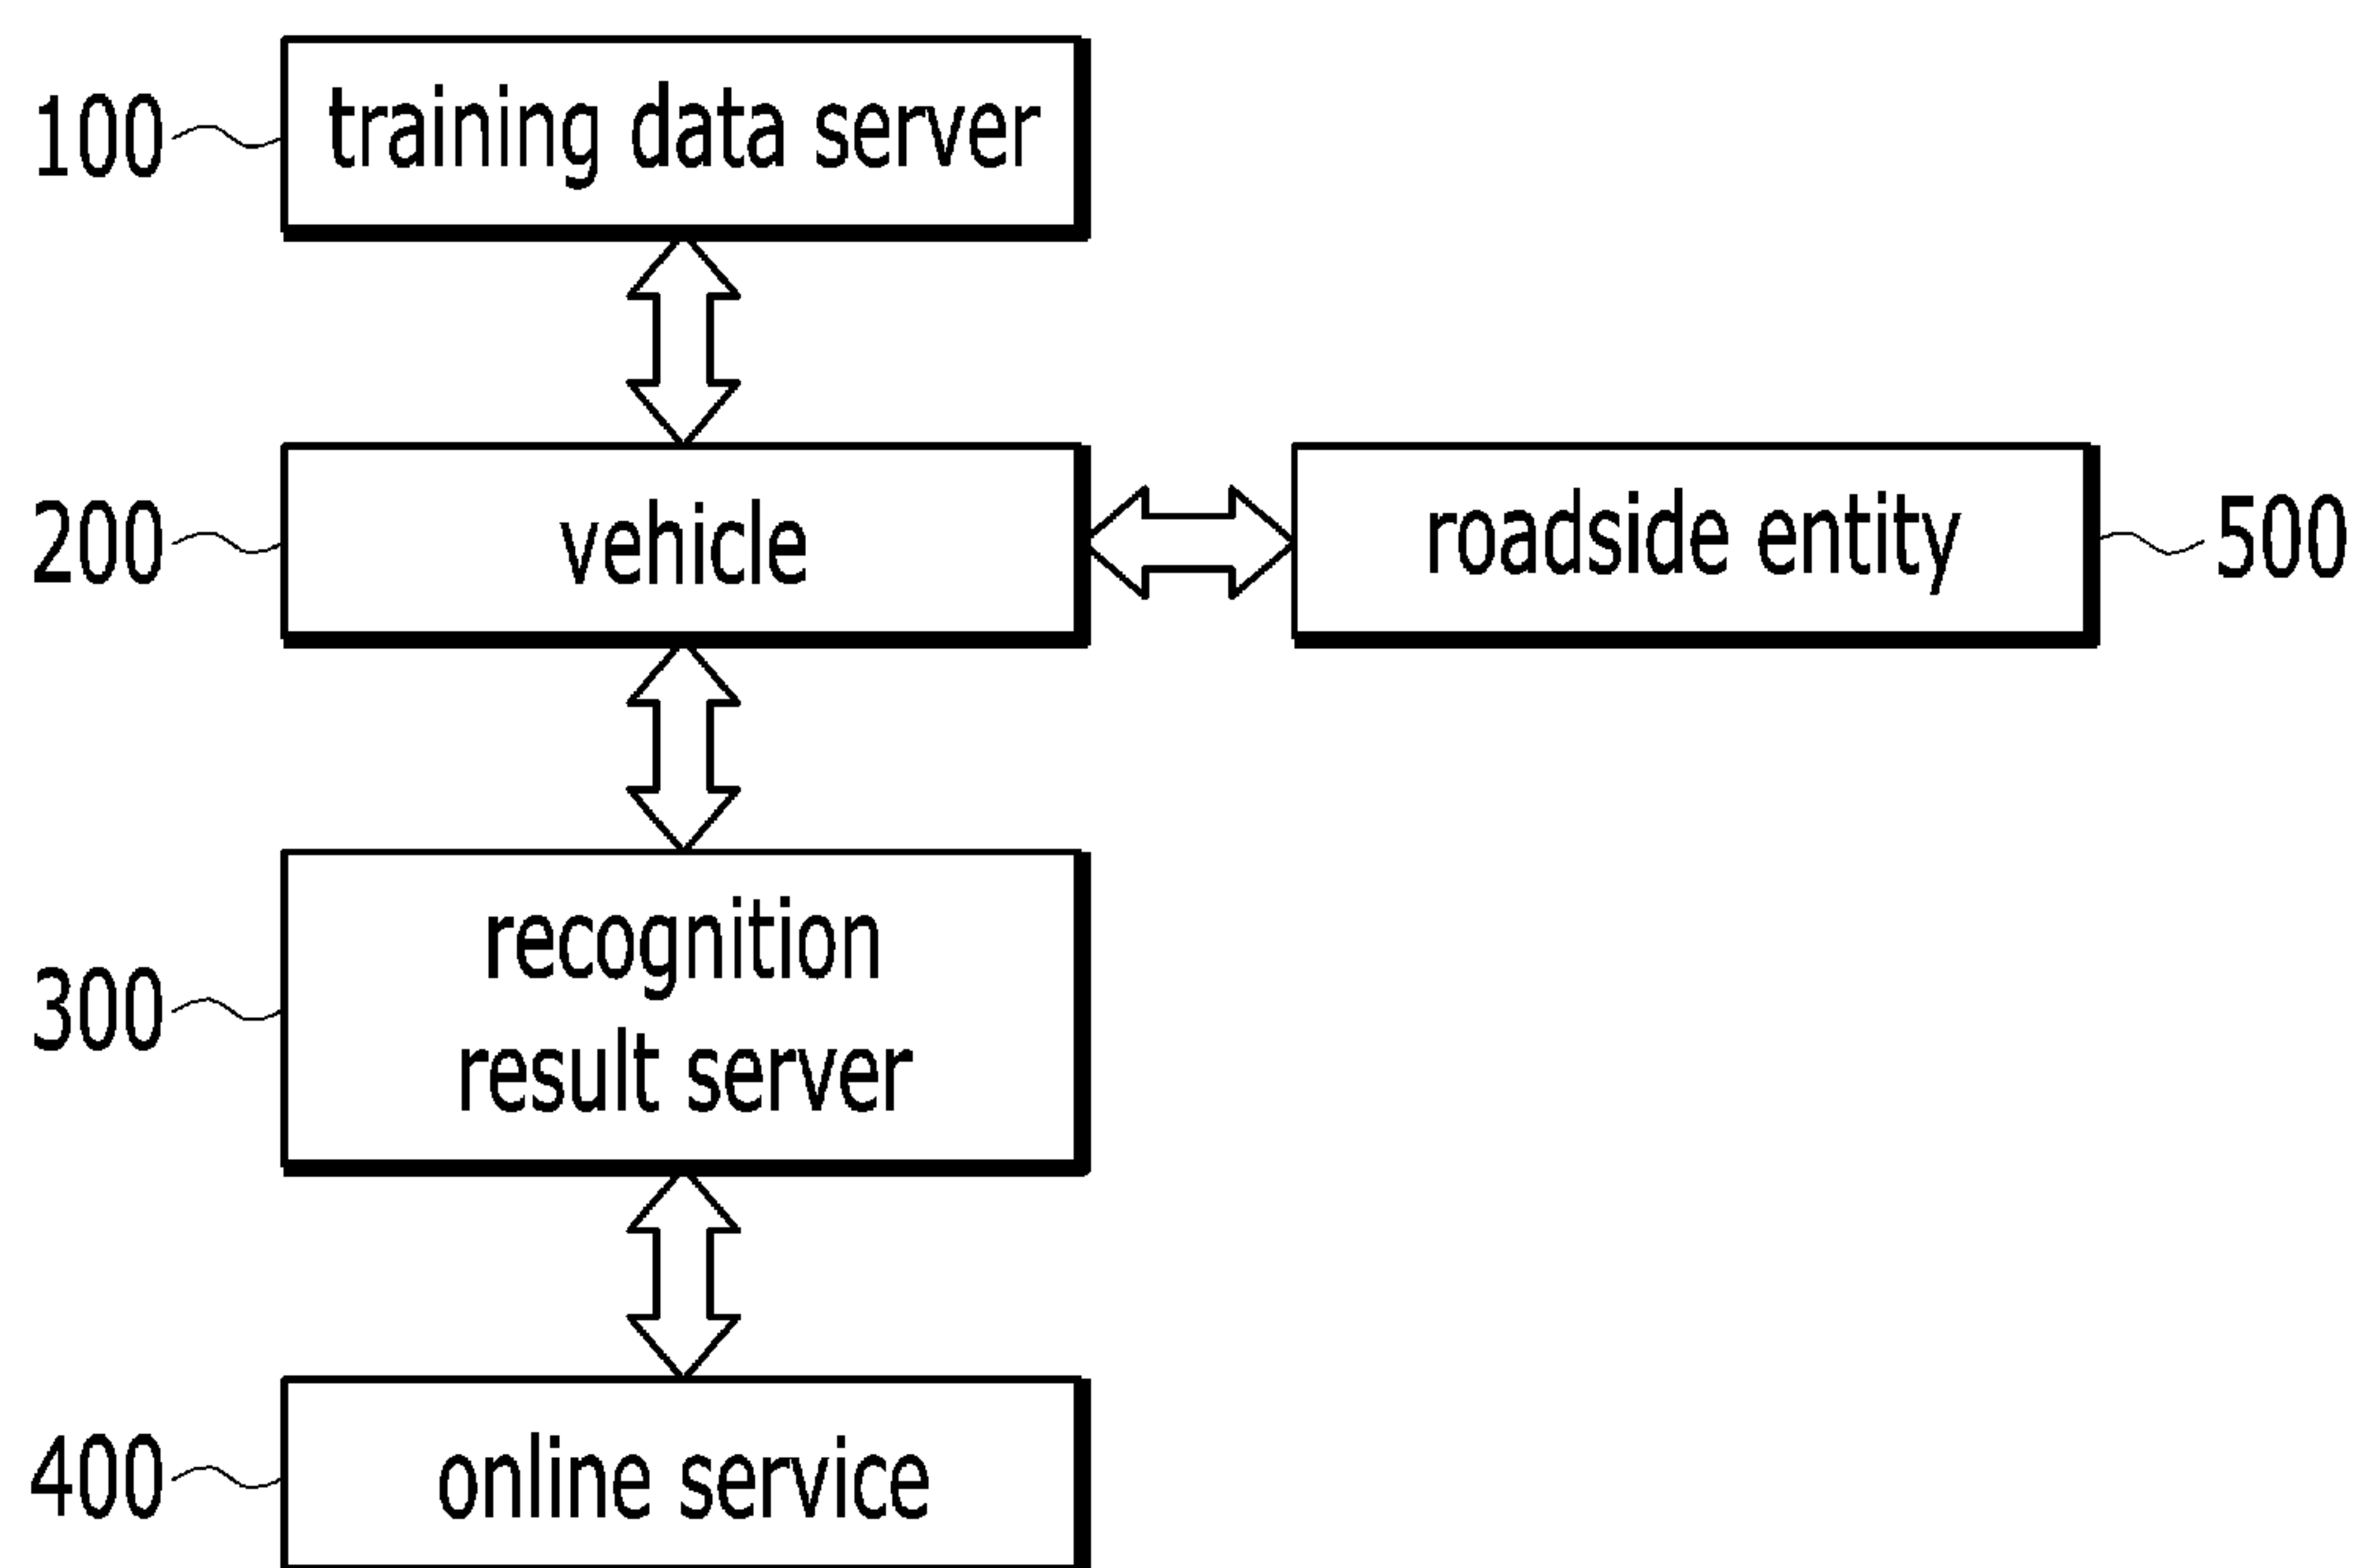 100 training data server
200 vehicle roadside entity 500
recognition
300
result server
400 online service